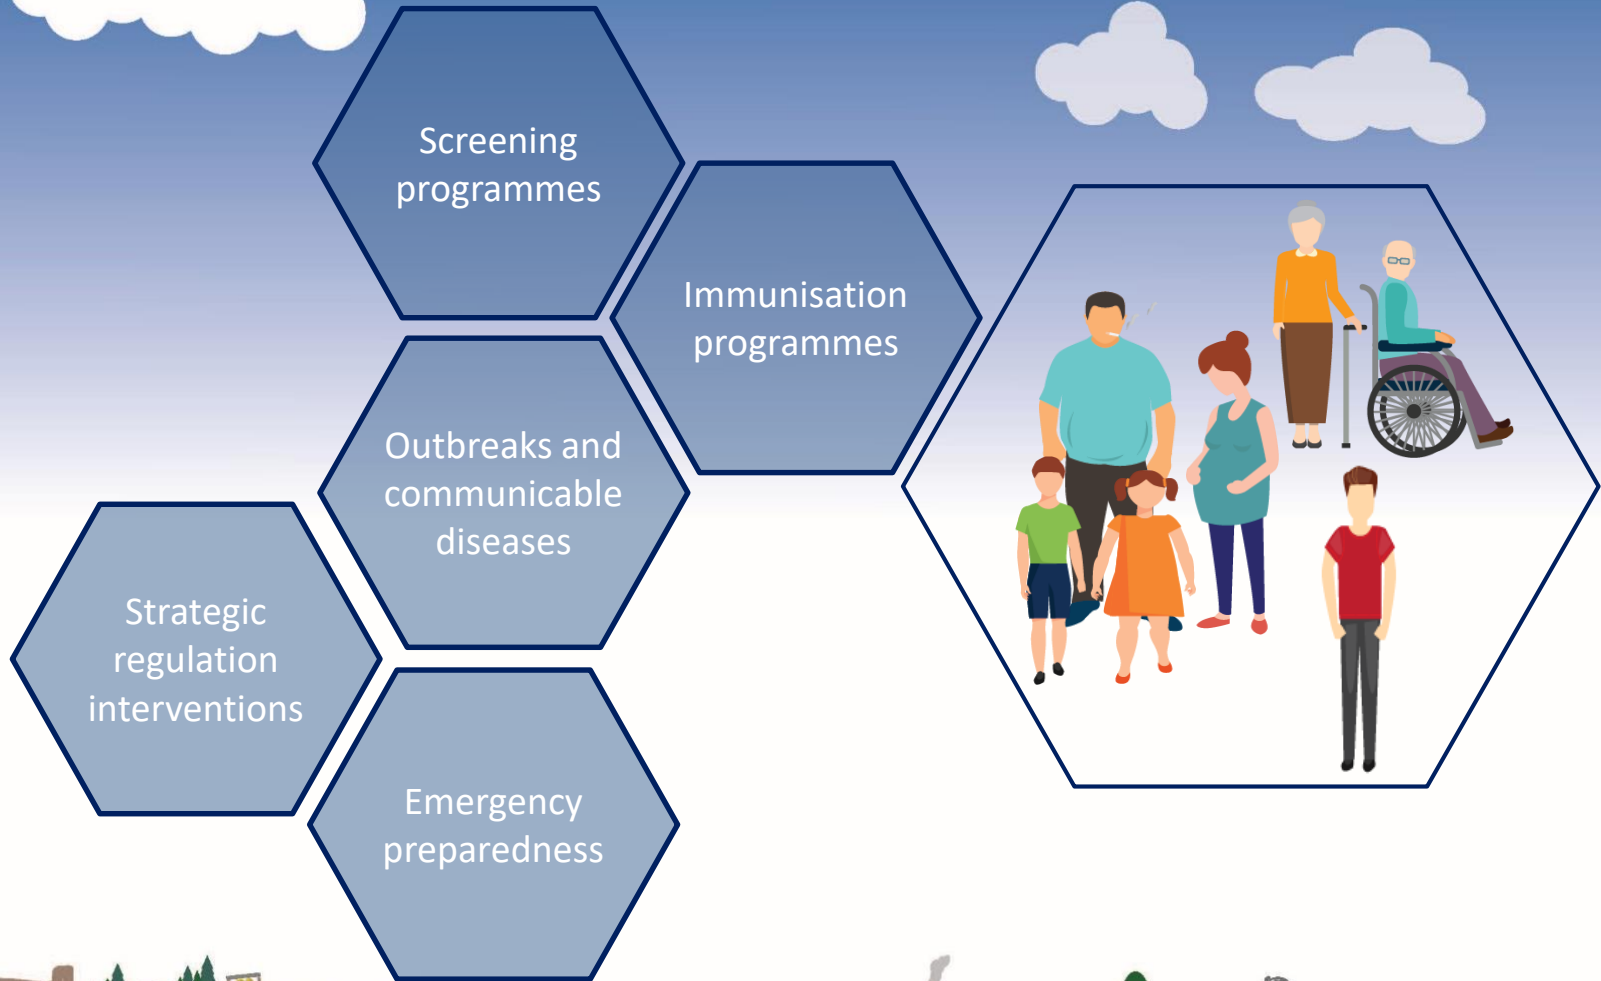 Screening
programmes
Immunisation
programmes
Outbreaks and
communicable
diseases
Strategic
regulation
interventions
Emergency
preparedness